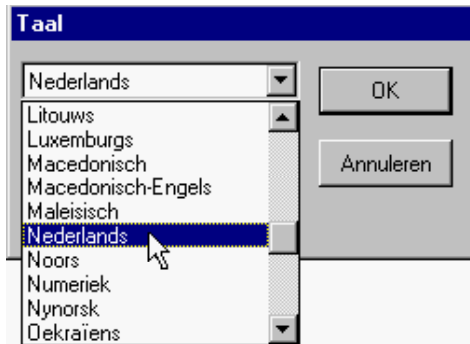 Taal
Nederlands
OK
Litouws
Luxemburgs
Macedonisch
Macedonisch-Engels
Annuleren
Maleisisch
Nederlands
Noors
Numeriek
Nynorsk
Oekraïens